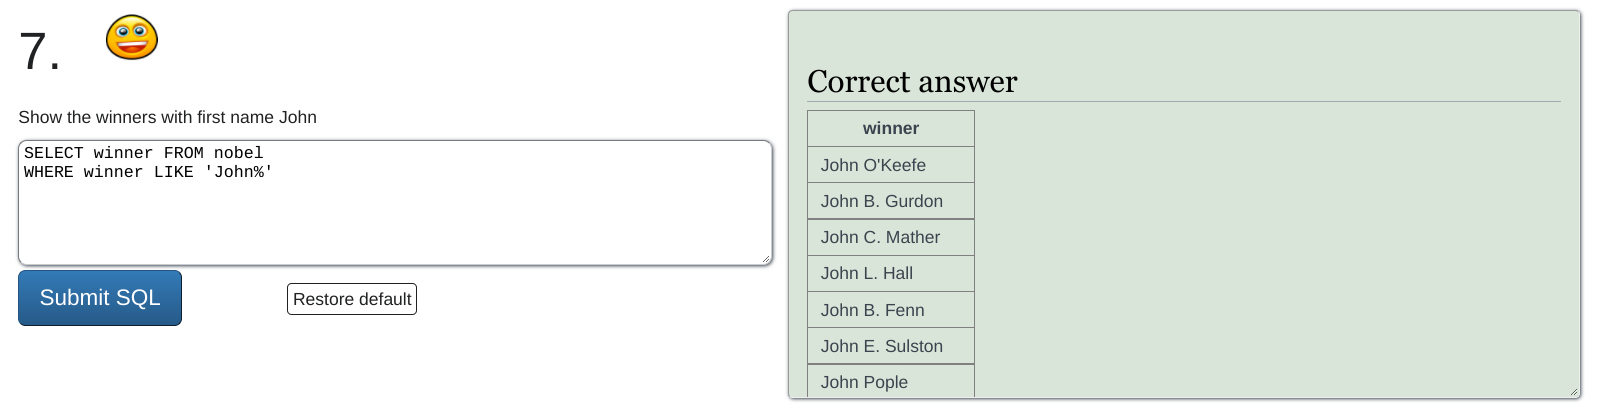 7.
Show the winners with first name John
SELECT winner FROM nobel
WHERE winner LIKE 'John%'
Submit SQL
Restore default
Correct answer
winner
John O'Keefe
John B. Gurdon
John C. Mather
John L. Hall
John B. Fenn
John E. Sulston
John Pople